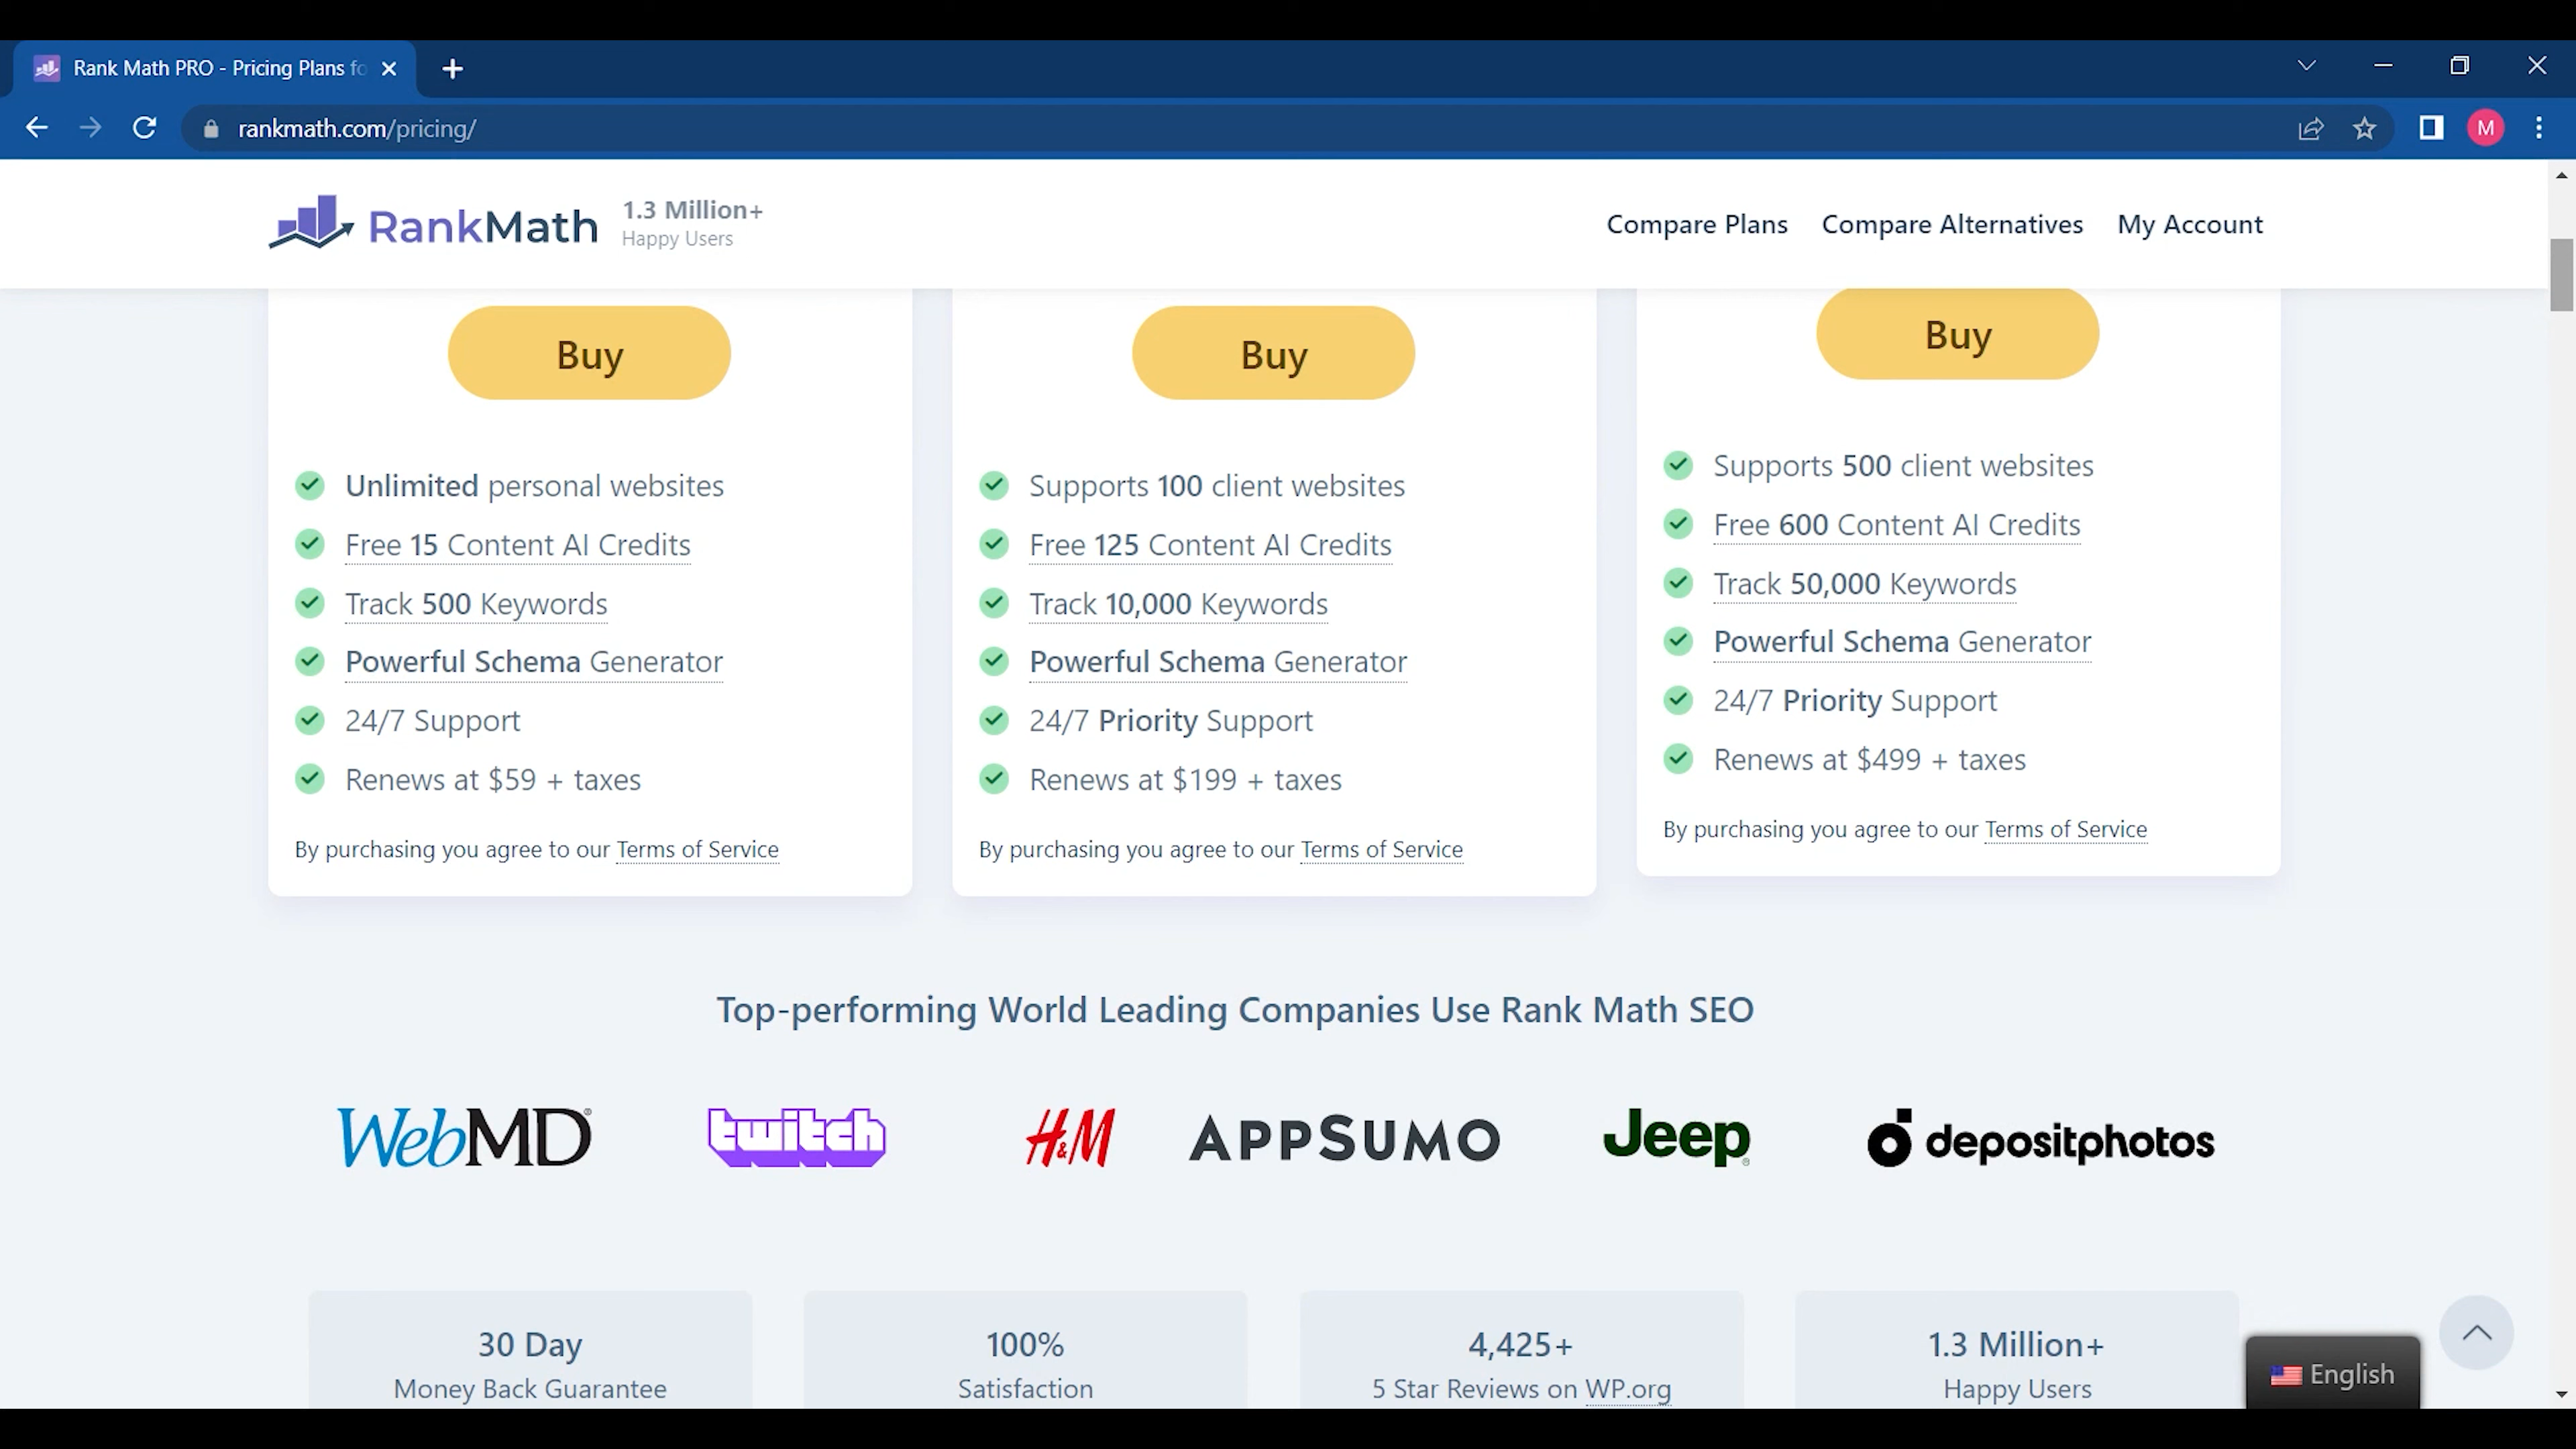 Rank Math PRO - Pricing Plans fo
rankmath.com/pricing/
M
RankMath
1.3 Million+
Happy Users
Compare Plans
Compare Alternatives
My Account
Buy
Unlimited personal websites
Free 15 Content AI Credits
Track 500 Keywords
Powerful Schema Generator
24/7 Support
Renews at $59 + taxes
By purchasing you agree to our Terms of Service
Buy
Supports 100 client websites
Free 125 Content AI Credits
Track 10,000 Keywords
Powerful Schema Generator
24/7 Priority Support
Renews at $199 + taxes
By purchasing you agree to our Terms of Service
Buy
Supports 500 client websites
Free 600 Content AI Credits
Track 50,000 Keywords
Powerful Schema Generator
24/7 Priority Support
Renews at $499 + taxes
By purchasing you agree to our Terms of Service
Top-performing World Leading Companies Use Rank Math SEO
WebMD®
twitch
H&M
APPSUMO
Jeep®
depositphotos
30 Day
Money Back Guarantee
100%
Satisfaction
4,425+
5 Star Reviews on WP.org
1.3 Million+
Happy Users
English